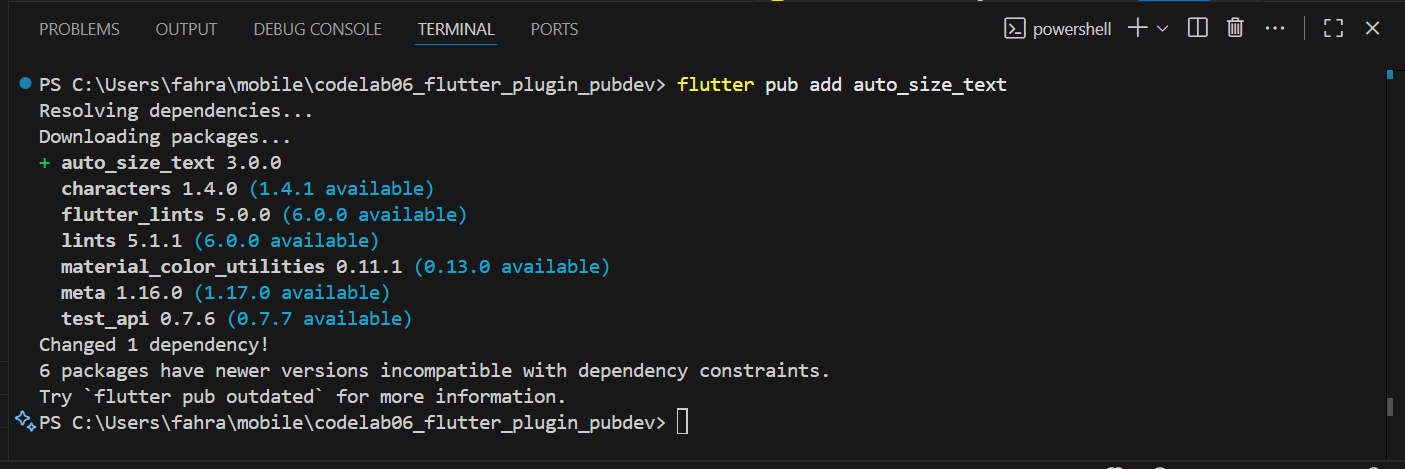 PROBLEMS OUTPUT DEBUG CONSOLE TERMINAL PORTS powershell
PS C:\Users\fahra\mobile\codelab06_flutter_plugin_pubdev> flutter pub add auto_size_text
Resolving dependencies...
Downloading packages...
+ auto_size_text 3.0.0
characters 1.4.0 (1.4.1 available)
flutter_lints 5.0.0 (6.0.0 available)
lints 5.1.1 (6.0.0 available)
material_color_utilities 0.11.1 (0.13.0 available)
meta 1.16.0 (1.17.0 available)
test_api 0.7.6 (0.7.7 available)
Changed 1 dependency!
6 packages have newer versions incompatible with dependency constraints.
Try `flutter pub outdated` for more information.
PS C:\Users\fahra\mobile\codelab06_flutter_plugin_pubdev>